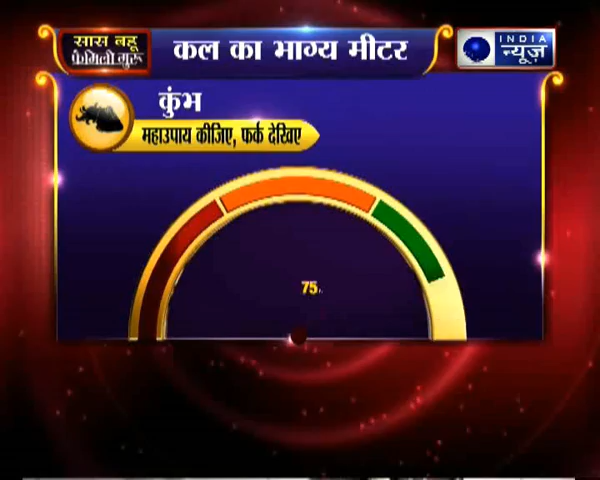 सास बहू
फ़ेमिली गुरु
कल का भाग्य मीटर
INDIA
न्यूज़
कुंभ
महाउपाय कीजिए, फर्क देखिए
75%